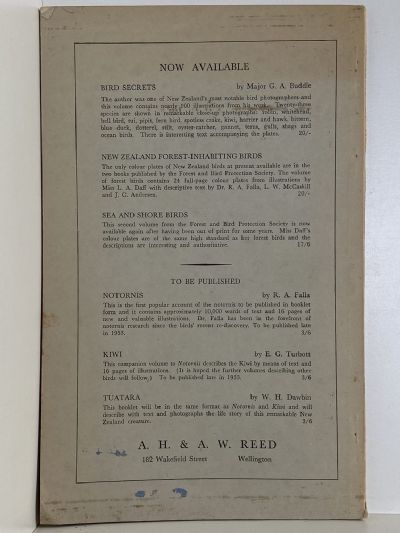 NOW AVAILABLE
BIRD SECRETS by Major G. A. Buddle
The author was one of New Zealand's most notable bird photographers and
this volume contains nearly 100 illustrations from his work. Twenty-three
species are shown in remarkable close-up photographs: robin, whitehead,
bell bird, tui, pipit, fern bird, spotless crake, kiwi, harrier and hawk, bittern,
blue duck, dotterel, stilt, oyster-catcher, gannet, terns, gulls, shags and
ocean birds. There is interesting text accompanying the plates. 20/-
NEW ZEALAND FOREST-INHABITING BIRDS
The only colour plates of New Zealand birds at present available are in the
two books published by the Forest and Bird Protection Society. The volume
of forest birds contains 24 full-page colour plates from illustrations by
Miss L. A. Daff with descriptive text by Dr. R. A. Falla, L. W. McCaskill
and J. C. Andersen. 20/-
SEA AND SHORE BIRDS
This second volume from the Forest and Bird Protection Society is now
available again after having been out of print for some years. Miss Daff's
colour plates are of the same high standard as her forest birds and the
descriptions are interesting and authoritative. 17/6
TO BE PUBLISHED
NOTORNIS by R. A. Falla
This is the first popular account of the notornis to be published in booklet
form and it contains approximately 10,000 words of text and 16 pages of
new and valuable illustrations. Dr. Falla has been in the forefront of
notornis research since the birds' recent re-discovery. To be published late
in 1953. 3/6
KIWI by E. G. Turbott
This companion volume to Notornis describes the Kiwi by means of text and
16 pages of illustrations. (It is hoped the further volumes describing other
birds will follow.) To be published late in 1953. 3/6
TUATARA by W. H. Dawbin
This booklet will be in the same format as Notornis and Kiwi and will
describe with text and photographs the life story of this remarkable New
Zealand creature. 3/6
A. H. & A. W. REED
182 Wakefield Street Wellington